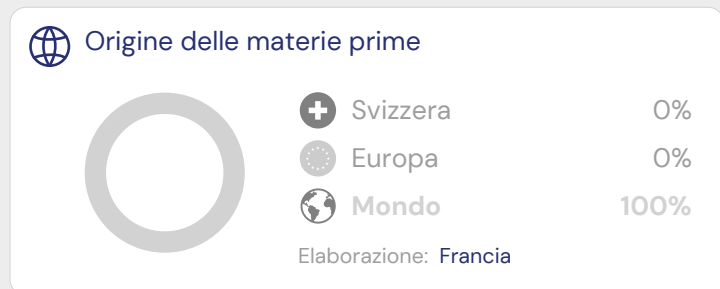 Origine delle materie prime
Svizzera 0%
Europa 0%
Mondo 100%
Elaborazione: Francia